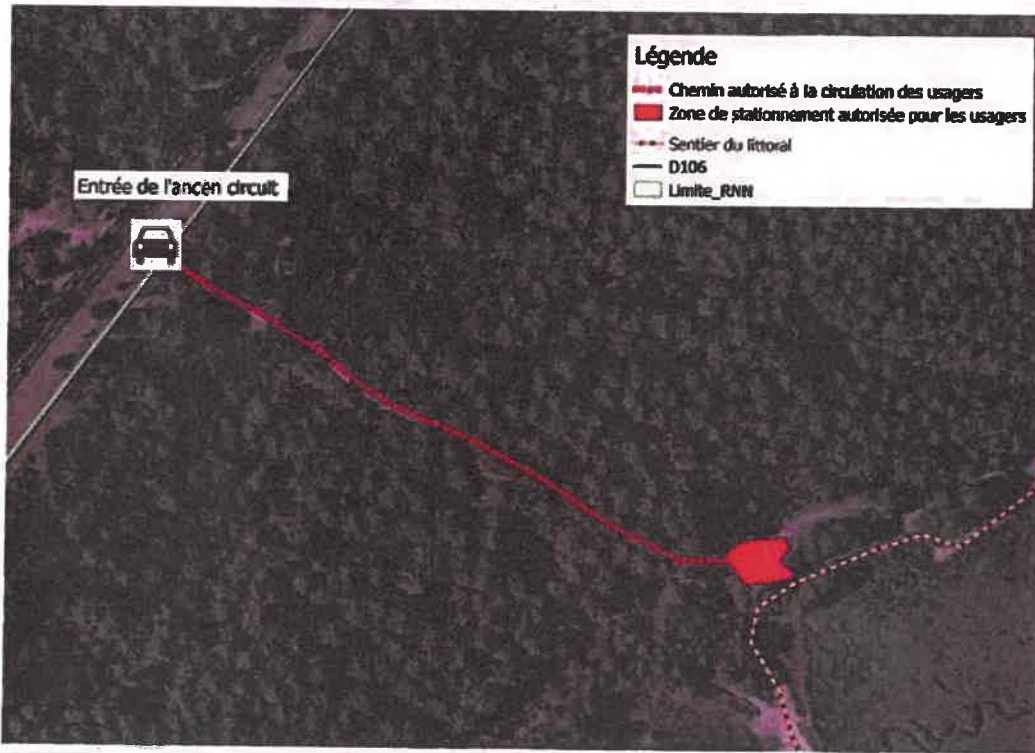 Légende
Chemin autorisé à la circulation des usagers
Zone de stationnement autorisée pour les usagers
Sentier du littoral
D106
Limite_RNN
Entrée de l'ancen circuit